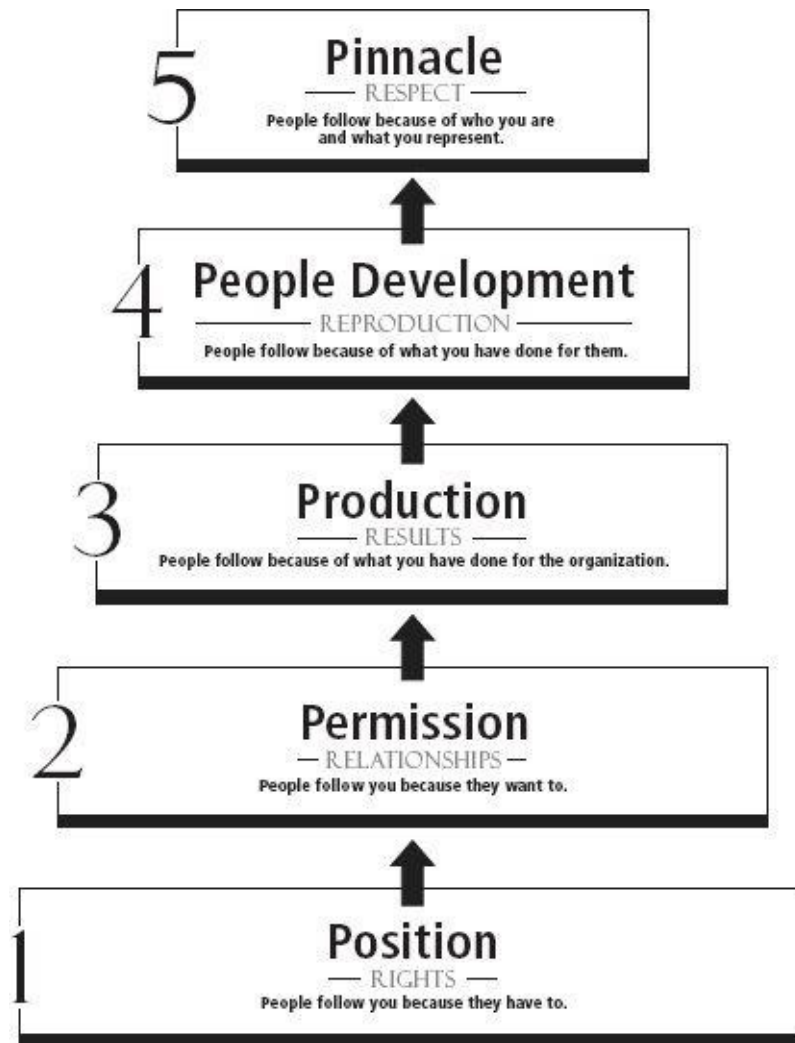 5
Pinnacle
RESPECT
People follow because of who you are
and what you represent.
4
People Development
REPRODUCTION
People follow because of what you have done for them.
3
Production
RESULTS
People follow because of what you have done for the organization.
2
Permission
RELATIONSHIPS
People follow you because they want to.
1
Position
RIGHTS
People follow you because they have to.